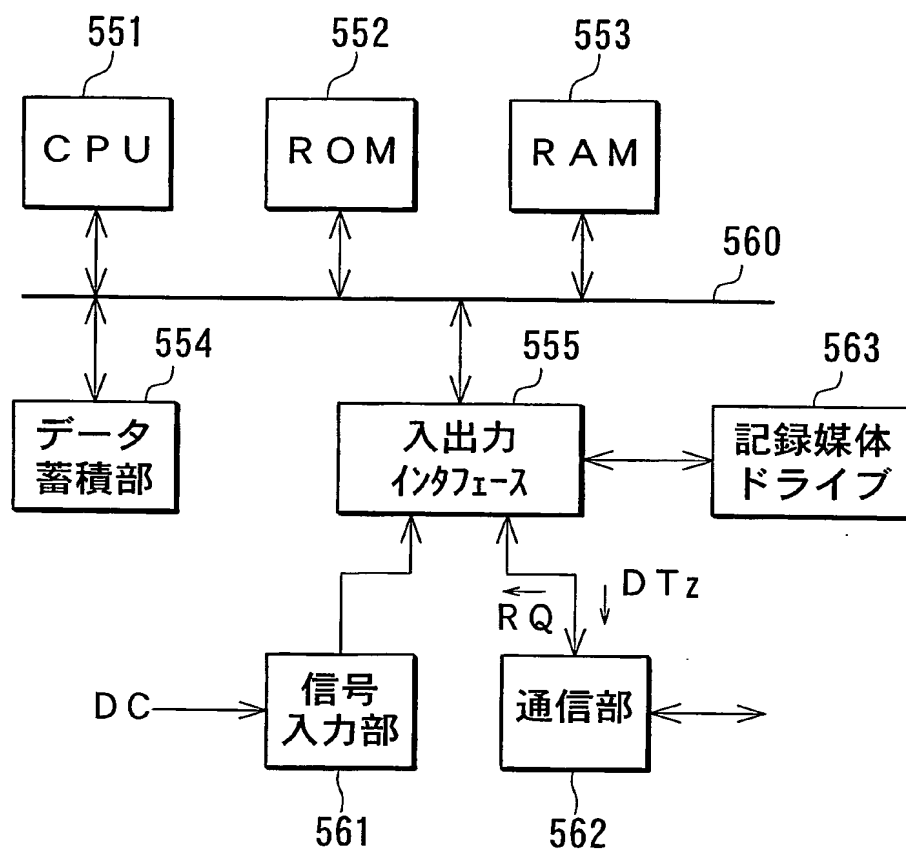 551
552
553
CPU
ROM
RAM
560
554
555
563
データ
蓄積部
入出力
インタフェース
記録媒体
ドライブ
RQ
DTz
DC
信号
入力部
通信部
561
562